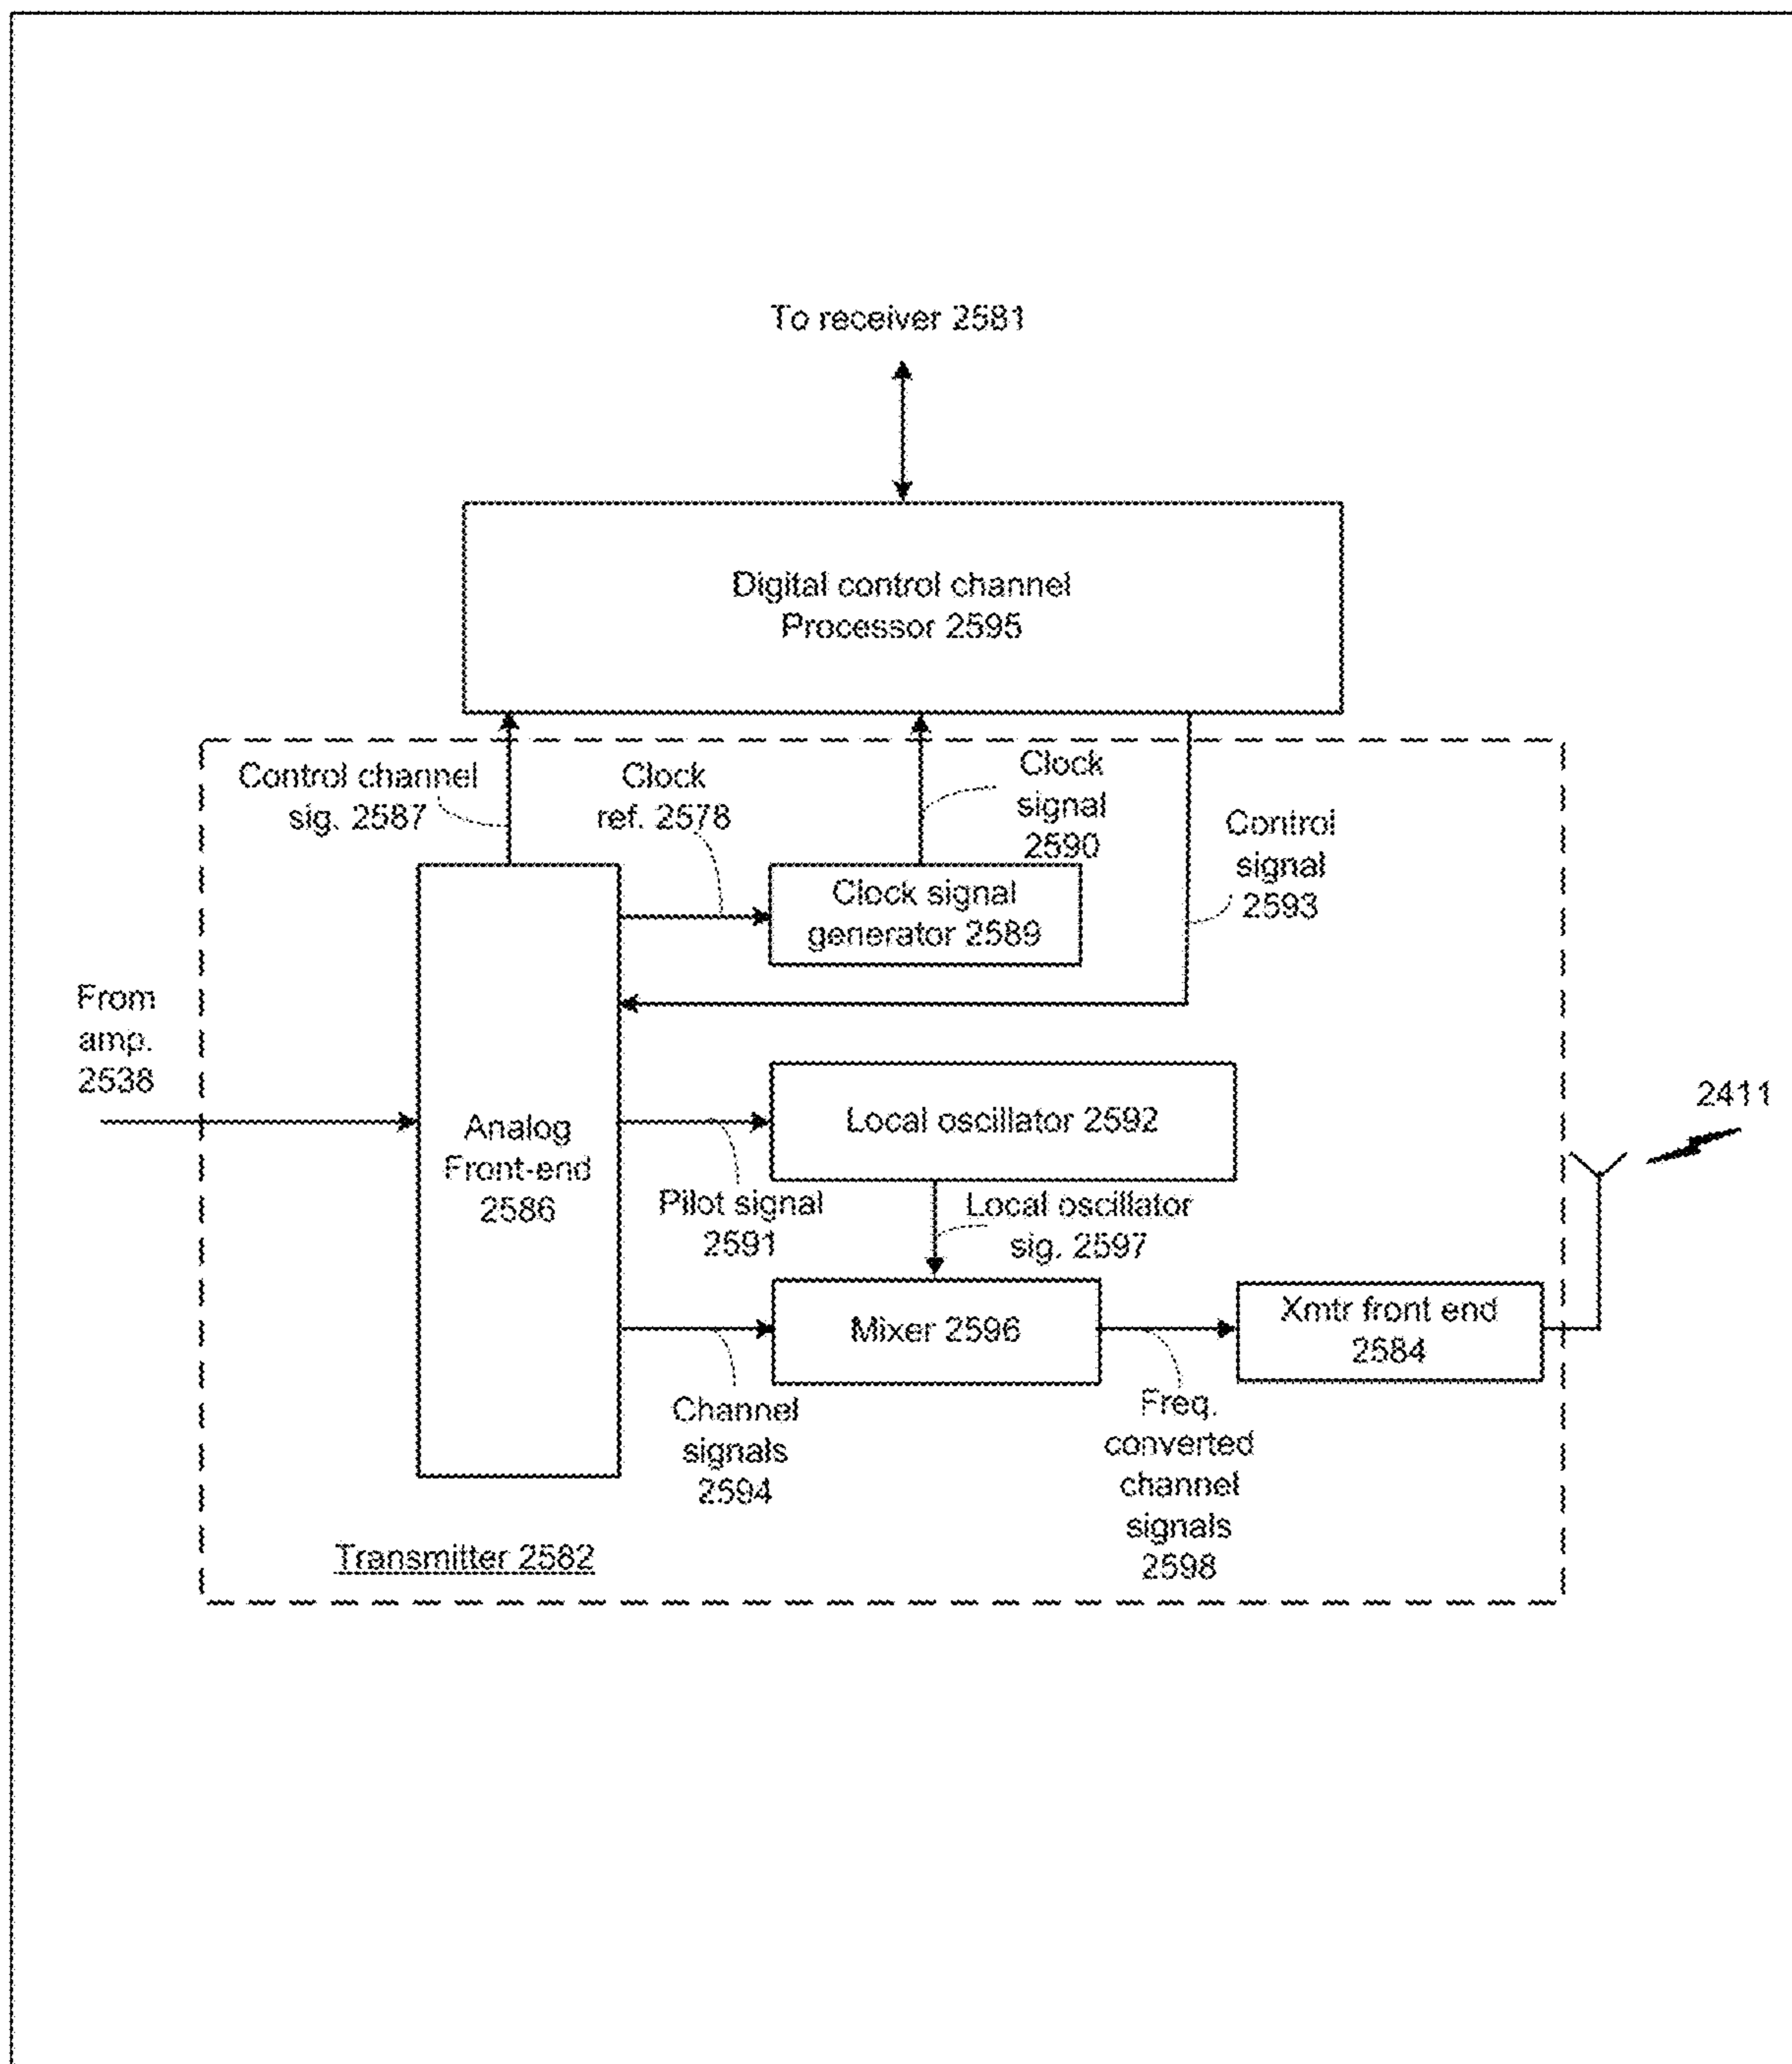 To receiver 2581
Digital control channel
Processor 2595
Control channel
sig. 2587
Clock
ref. 2578
Clock
signal
2590
Control
signal
2593
Clock signal
generator 2589
From
amp.
2538
Analog
Front-end
2586
Local oscillator 2592
2411
Pilot signal
2591
Local oscillator
sig. 2597
Mixer 2596
Xmtr front end
2584
Channel
signals
2594
Freq.
converted
channel
signals
2598
Transmitter 2582